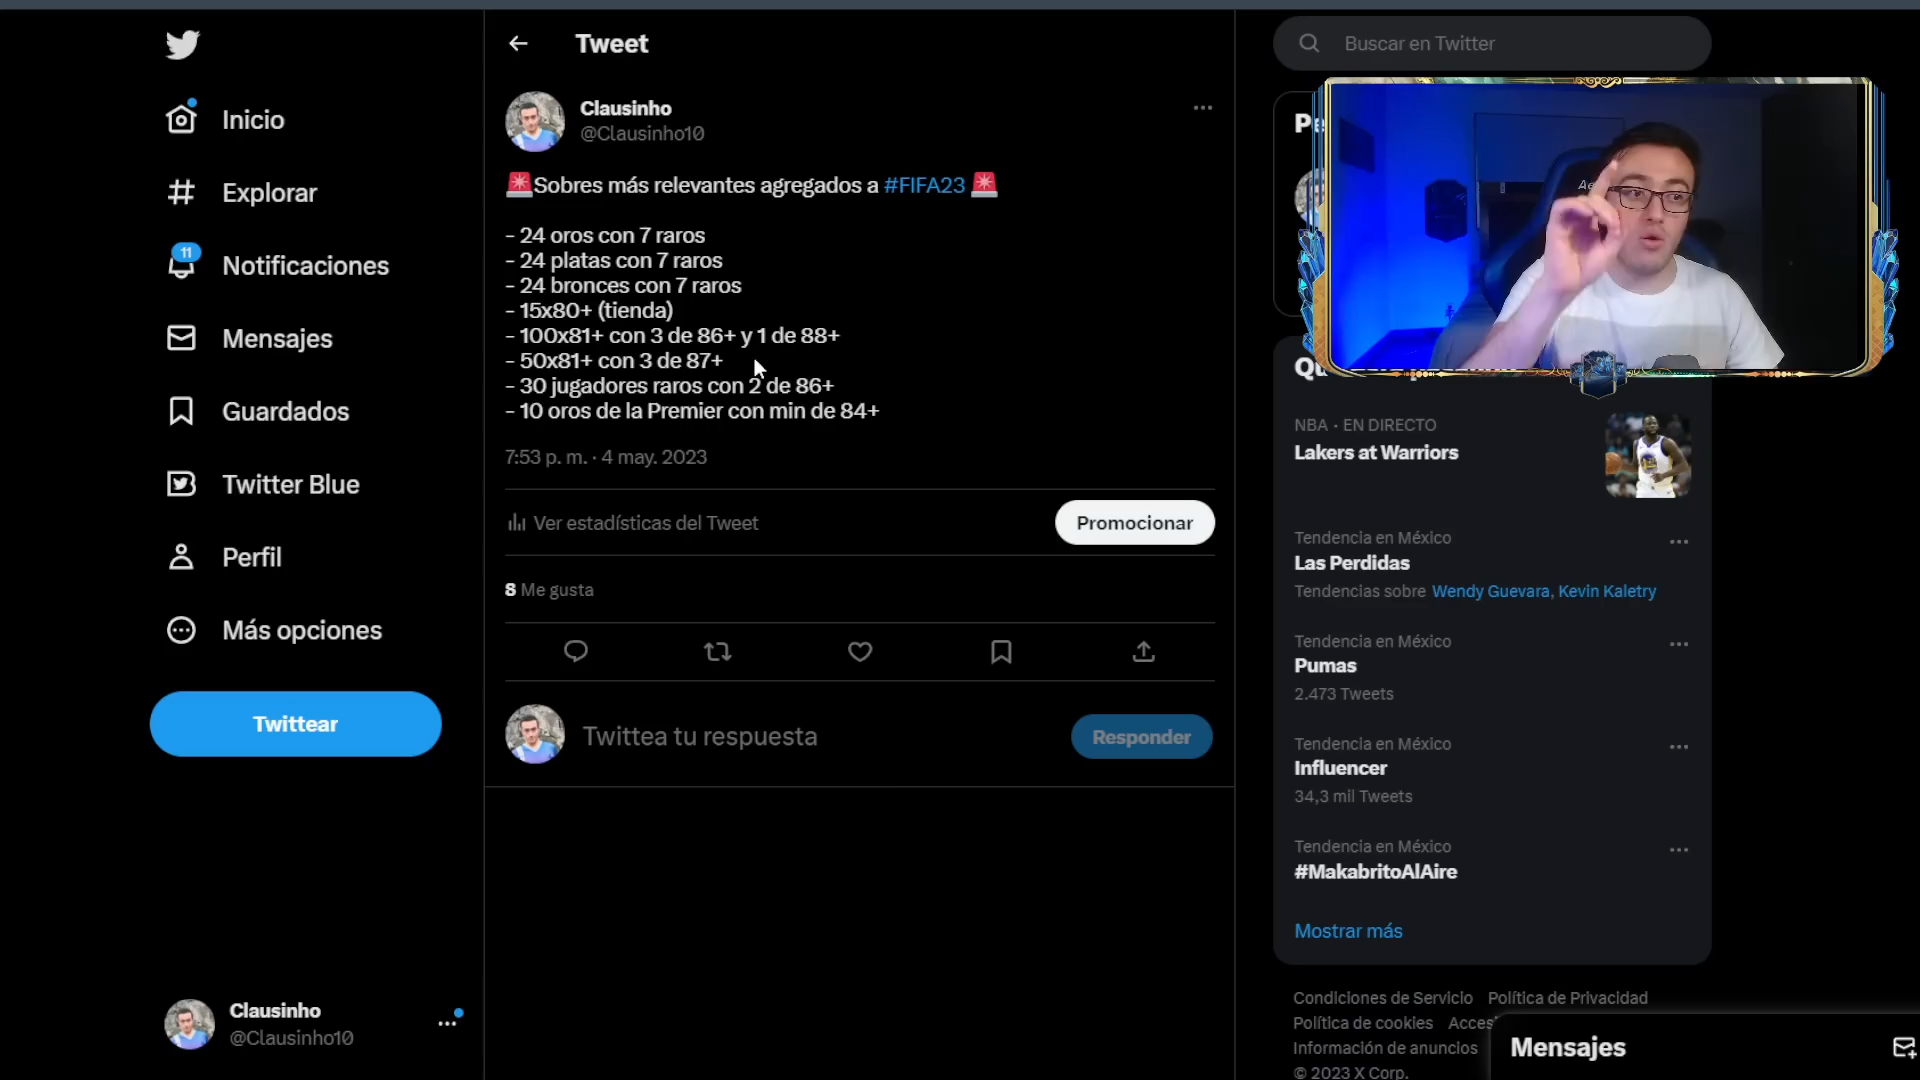 Inicio
Explorar
11
Notificaciones
Mensajes
Guardados
Twitter Blue
Perfil
Más opciones
Twittear
Clausinho
@Clausinho10
Tweet
Clausinho
@Clausinho10
🚨Sobres más relevantes agregados a #FIFA23 🚨
- 24 oros con 7 raros
- 24 platas con 7 raros
- 24 bronces con 7 raros
- 15x80+ (tienda)
- 100x81+ con 3 de 86+ y 1 de 88+
- 50x81+ con 3 de 87+
- 30 jugadores raros con 2 de 86+
- 10 oros de la Premier con min de 84+
7:53 p. m. · 4 may. 2023
Ver estadísticas del Tweet
Promocionar
8 Me gusta
Twittea tu respuesta
Responder
Buscar en Twitter
NBA · EN DIRECTO
Lakers at Warriors
Tendencia en México
Las Perdidas
Tendencias sobre Wendy Guevara, Kevin Kaletry
Tendencia en México
Pumas
2.473 Tweets
Tendencia en México
Influencer
34,3 mil Tweets
Tendencia en México
#MakabritoAlAire
Mostrar más
Condiciones de Servicio Política de Privacidad
Política de cookies
Información de anuncios
© 2023 X Corp.
Mensajes